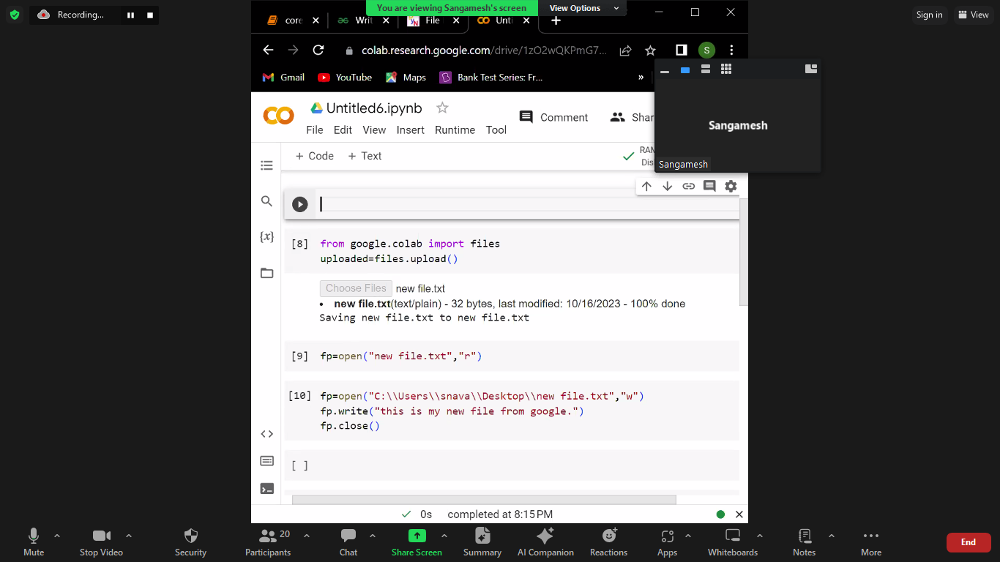 Recording...
You are viewing Sangamesh's screen
View Options
Sign in
View
core
Writ
File
Unti
colab.research.google.com/drive/1zO2wQKPmG7...
S
Gmail
YouTube
Maps
Bank Test Series: Fr...
»
Untitled6.ipynb
Comment
Shar
File Edit View Insert Runtime Tool
Sangamesh
Sangamesh
+ Code + Text
RAM
Dis
[8] from google.colab import files
uploaded=files.upload()
Choose Files new file.txt
• new file.txt(text/plain) - 32 bytes, last modified: 10/16/2023 - 100% done
Saving new file.txt to new file.txt
[9] fp=open("new file.txt","r")
[10] fp=open("C:\\Users\\snava\\Desktop\\new file.txt","w")
fp.write("this is my new file from google.")
fp.close()
[ ]
{x}
0s completed at 8:15 PM
Mute
Stop Video
Security
Participants
20
Chat
Share Screen
Summary
AI Companion
Reactions
Apps
Whiteboards
Notes
More
End